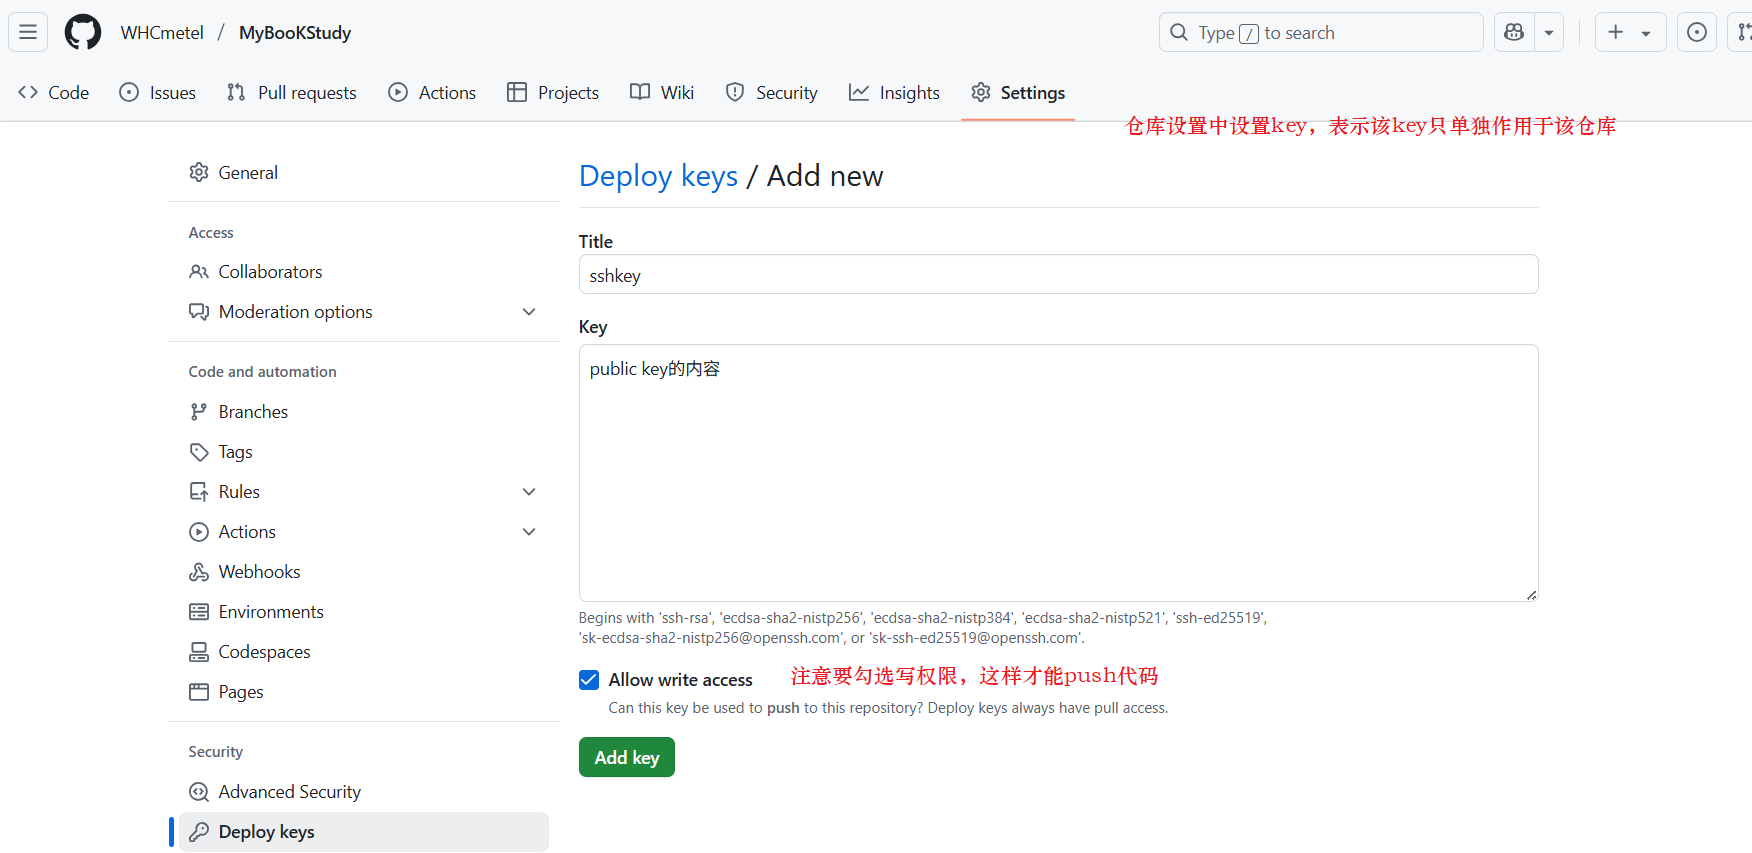 WHCmetel / MyBooKStudy
Type / to search
Code
Issues
Pull requests
Actions
Projects
Wiki
Security
Insights
Settings
仓库设置中设置key，表示该key只单独作用于该仓库
General
Access
Collaborators
Moderation options
Code and automation
Branches
Tags
Rules
Actions
Webhooks
Environments
Codespaces
Pages
Security
Advanced Security
Deploy keys
Deploy keys / Add new
Title
sshkey
Key
public key的内容
Begins with 'ssh-rsa', 'ecdsa-sha2-nistp256', 'ecdsa-sha2-nistp384', 'ecdsa-sha2-nistp521', 'ssh-ed25519',
'sk-ecdsa-sha2-nistp256@openssh.com', or 'sk-ssh-ed25519@openssh.com'.
Allow write access
注意要勾选写权限，这样才能push代码
Can this key be used to push to this repository? Deploy keys always have pull access.
Add key